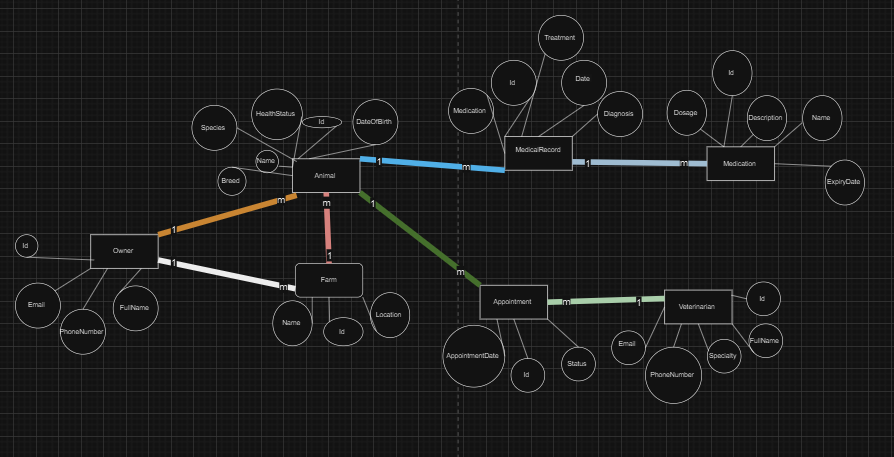 Treatment
Id
Date
Medication
Diagnosis
Id
Dosage
Description
Name
MedicalRecord
1
m
Medication
ExpiryDate
HealthStatus
Id
DateOfBirth
Species
Name
Breed
Animal
1
m
m
m
1
1
Owner
Id
1
m
1
Farm
Email
PhoneNumber
FullName
Name
Id
Location
m
Appointment
m
1
Veterinarian
Id
AppointmentDate
Id
Status
Email
PhoneNumber
Specialty
FullName